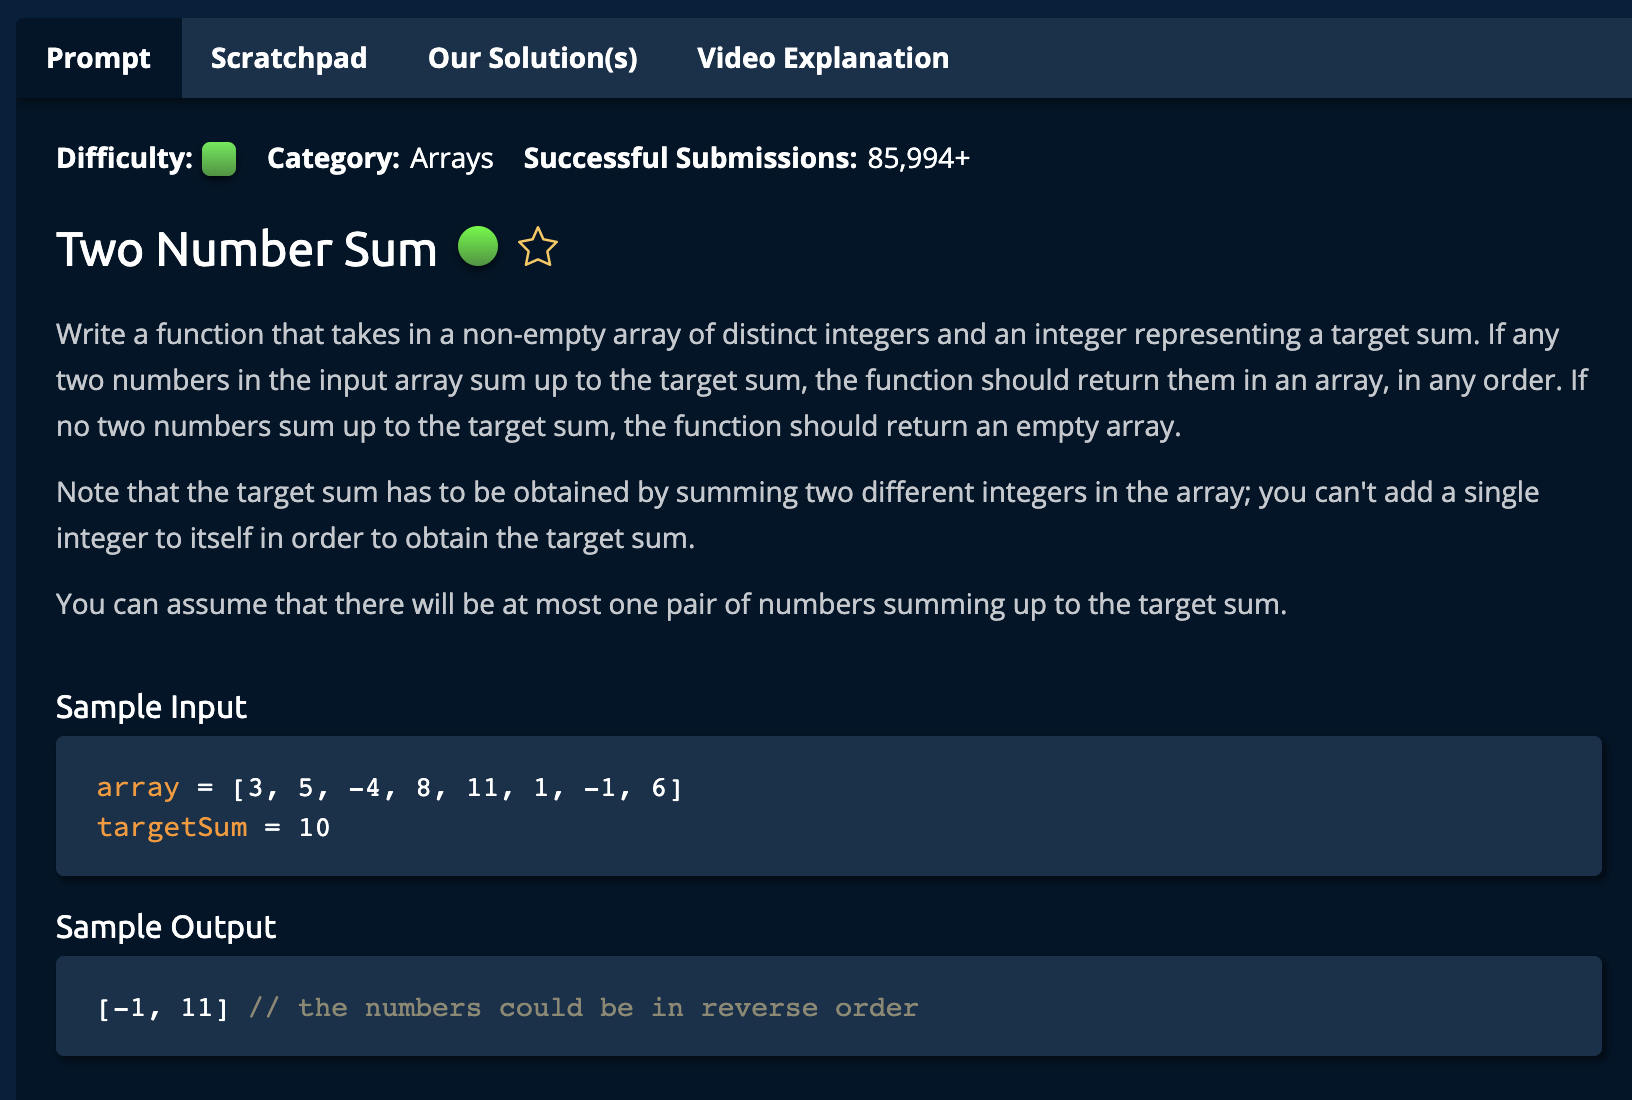 Prompt Scratchpad Our Solution(s) Video Explanation
Difficulty: Category: Arrays Successful Submissions: 85,994+
Two Number Sum
Write a function that takes in a non-empty array of distinct integers and an integer representing a target sum. If any
two numbers in the input array sum up to the target sum, the function should return them in an array, in any order. If
no two numbers sum up to the target sum, the function should return an empty array.
Note that the target sum has to be obtained by summing two different integers in the array; you can't add a single
integer to itself in order to obtain the target sum.
You can assume that there will be at most one pair of numbers summing up to the target sum.
Sample Input
array = [3, 5, -4, 8, 11, 1, -1, 6]
targetSum = 10
Sample Output
[-1, 11] // the numbers could be in reverse order